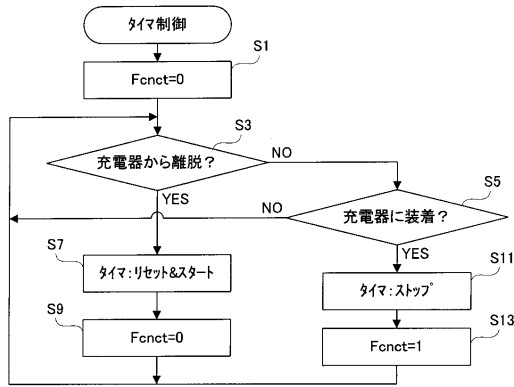 ﾀｲﾏ制御
S1
Fcnct=0
S3
充電器から離脱？
NO
YES
S5
充電器に装着？
NO
YES
S7
ﾀｲﾏ:ﾘｾｯﾄ&ｽﾀｰﾄ
S11
ﾀｲﾏ:ｽﾄｯﾌﾟ
S9
Fcnct=0
S13
Fcnct=1